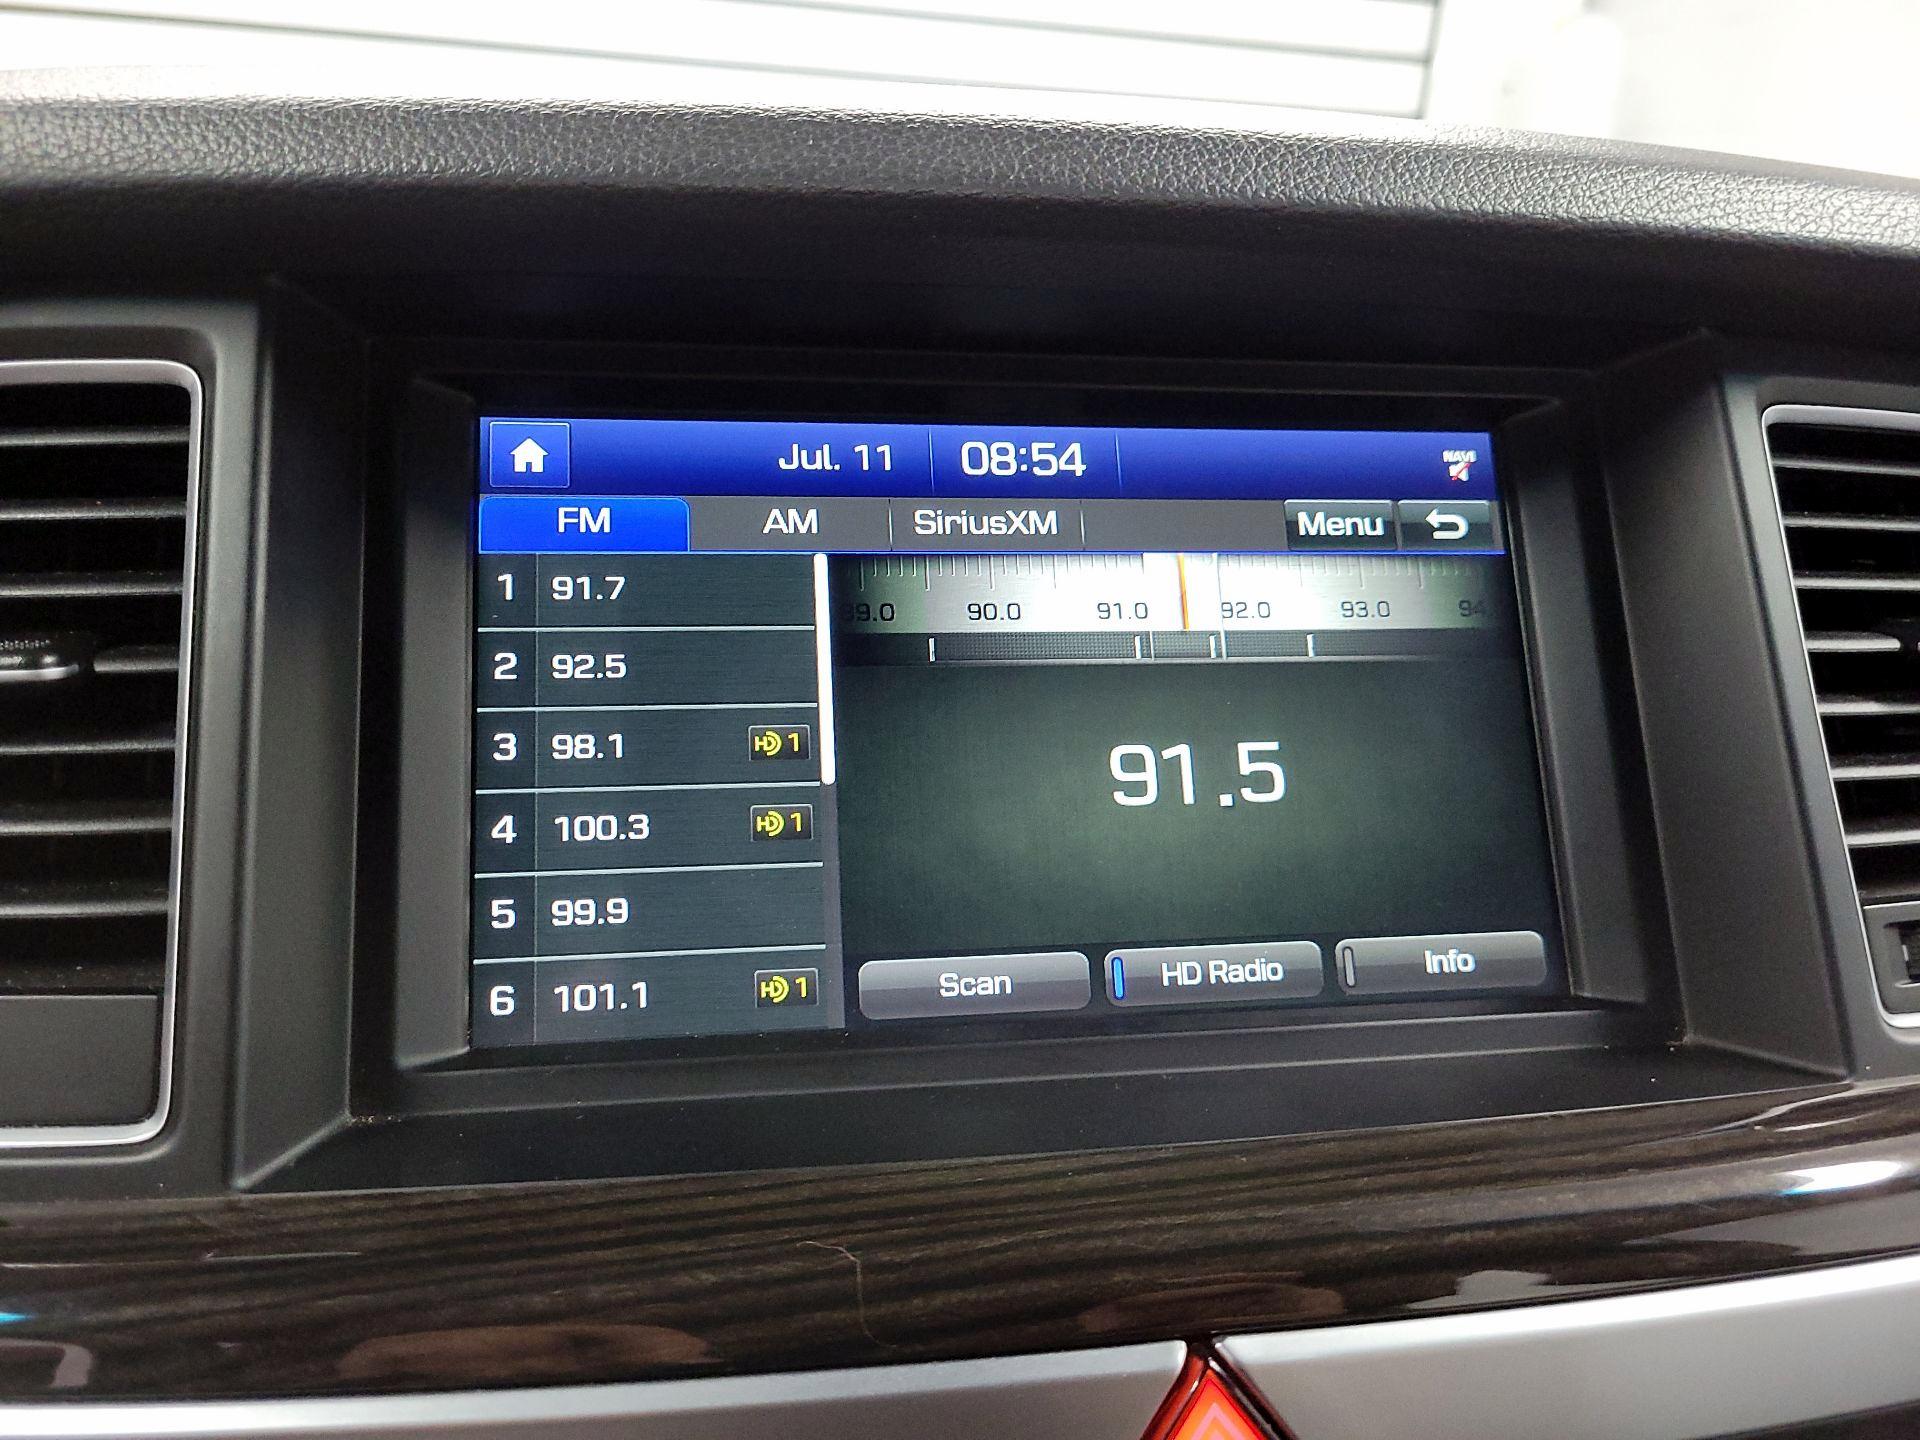 Jul. 11 08:54 NAVI
FM AM SiriusXM Menu
1 91.7
2 92.5
3 98.1 HD 1
4 100.3 HD 1
5 99.9
6 101.1 HD 1
90.0 91.0 92.0 93.0
91.5
Scan HD Radio Info